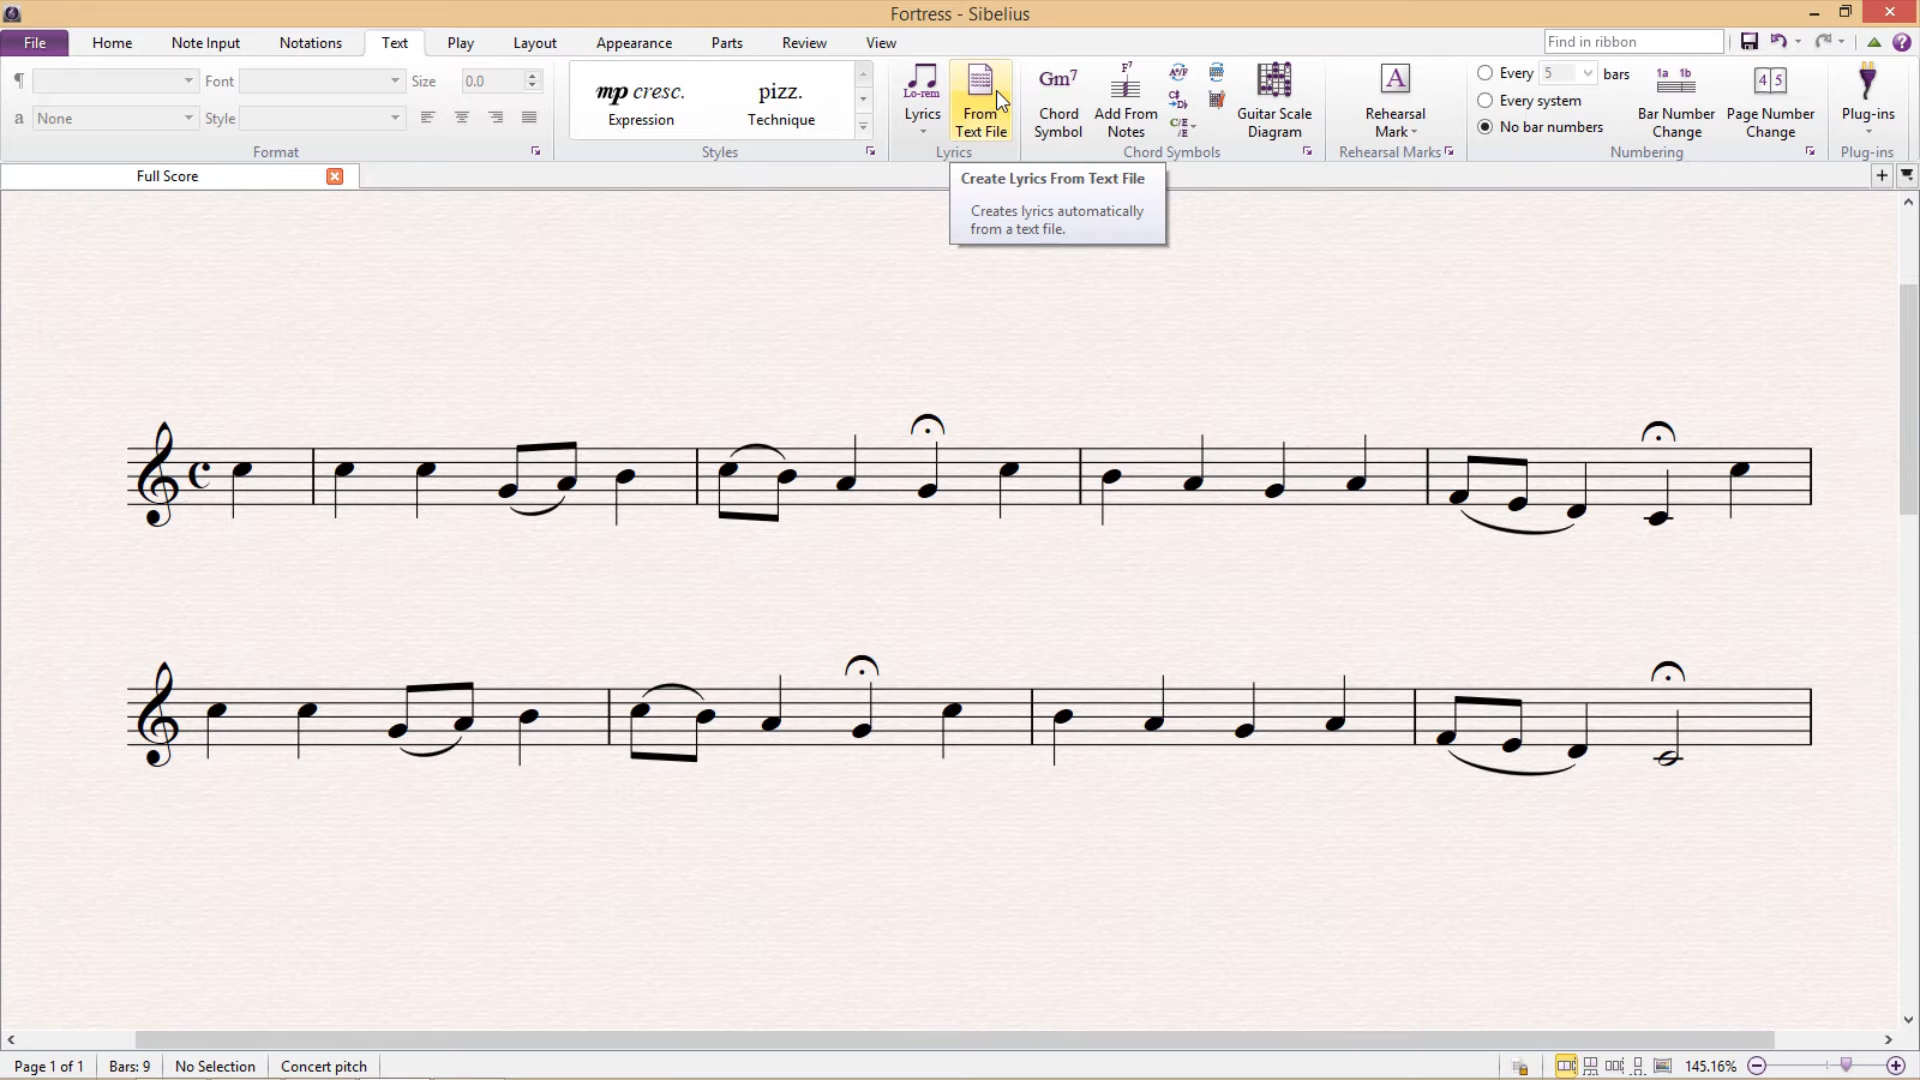 Fortress - Sibelius
File Home Note Input Notations Text Play Layout Appearance Parts Review View Find in ribbon
Font Size 0.0
a None Style
Format
mp cresc. pizz.
Expression Technique
Styles
Lo-rem
Lyrics
From
Text File
Lyrics
Gm7
Chord
Symbol
F7
Add From
Notes
Guitar Scale
Diagram
Chord Symbols
A
Rehearsal
Mark
Rehearsal Marks
Every 5 bars
Every system
No bar numbers
1a 1b
Bar Number
Change
4 5
Page Number
Change
Numbering
Plug-ins
Plug-ins
Full Score
Create Lyrics From Text File
Creates lyrics automatically
from a text file.
Page 1 of 1 Bars: 9 No Selection Concert pitch 145.16%